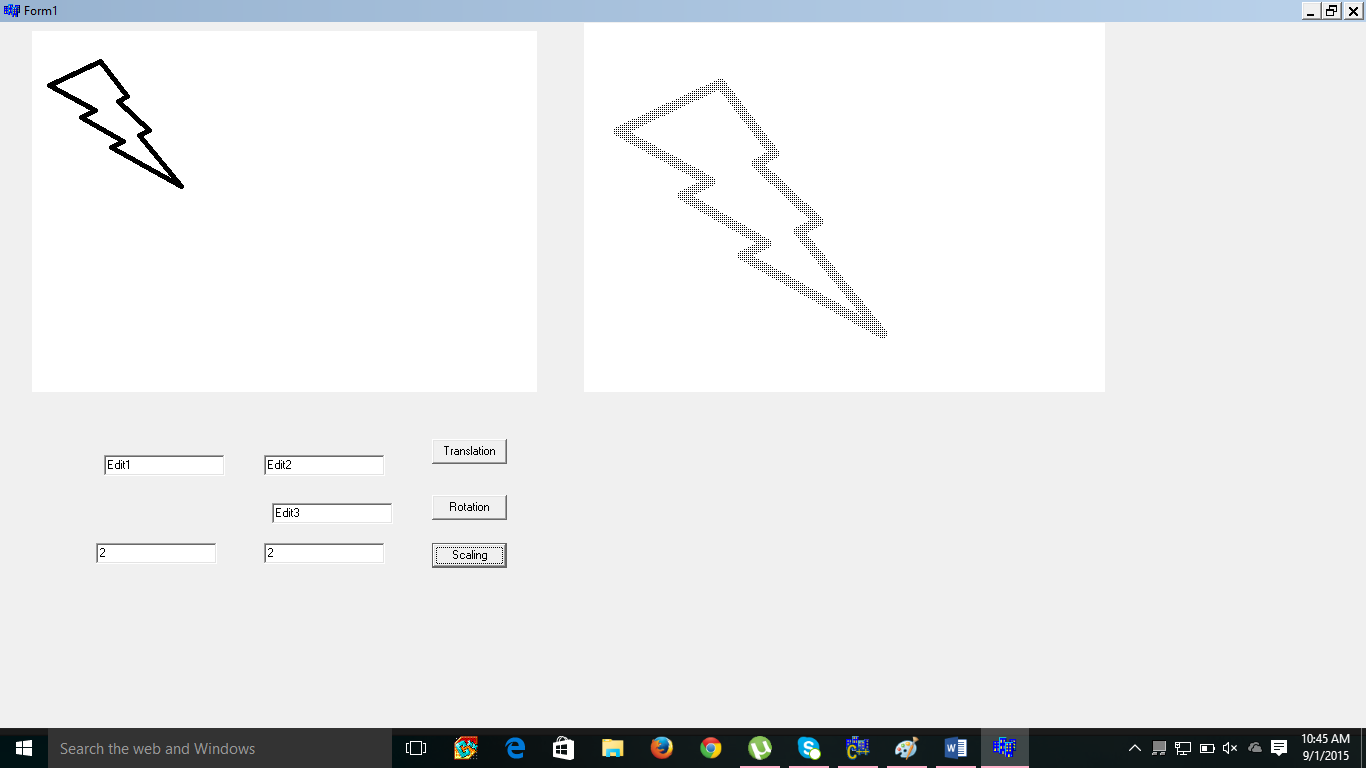 Form1
Translation
Edit1
Edit2
Rotation
Edit3
2
2
Scaling
Search the web and Windows
10:45 AM
9/1/2015